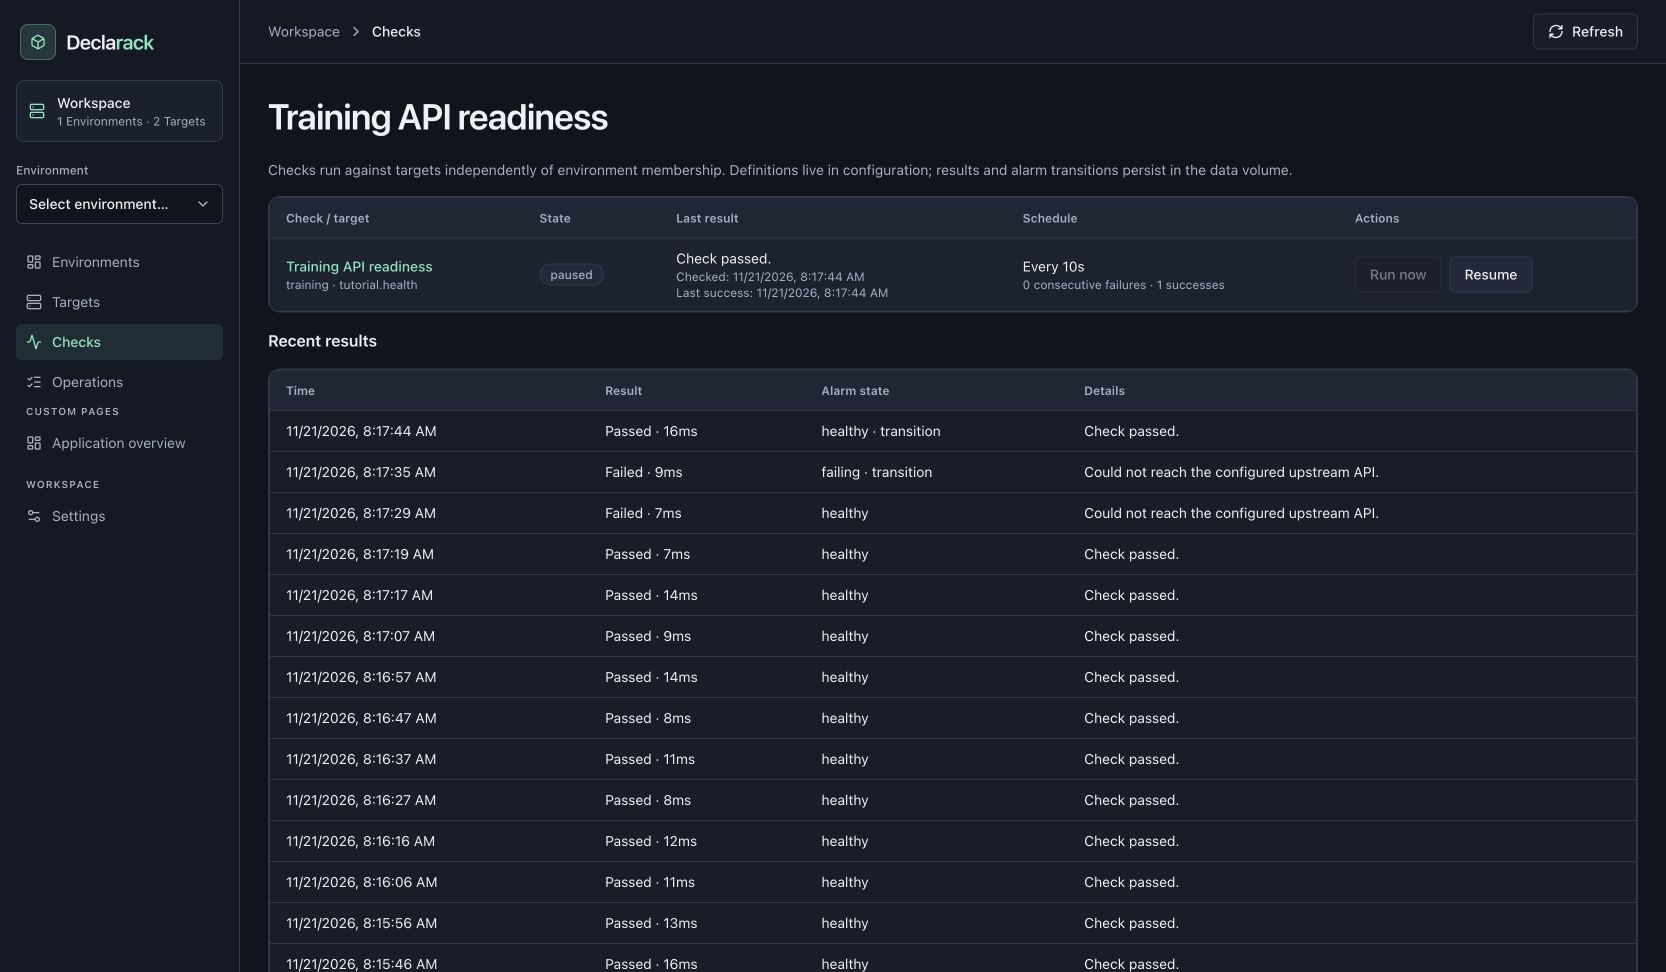 Declarack
Workspace
1 Environments · 2 Targets
Environment
Select environment...
Environments
Targets
Checks
Operations
CUSTOM PAGES
Application overview
WORKSPACE
Settings
Workspace > Checks
Refresh
Training API readiness
Checks run against targets independently of environment membership. Definitions live in configuration; results and alarm transitions persist in the data volume.
Check / target State Last result Schedule Actions
Training API readiness
training · tutorial.health
paused
Check passed.
Checked: 11/21/2026, 8:17:44 AM
Last success: 11/21/2026, 8:17:44 AM
Every 10s
0 consecutive failures · 1 successes
Run now Resume
Recent results
Time Result Alarm state Details
11/21/2026, 8:17:44 AM Passed · 16ms healthy · transition Check passed.
11/21/2026, 8:17:35 AM Failed · 9ms failing · transition Could not reach the configured upstream API.
11/21/2026, 8:17:29 AM Failed · 7ms healthy Could not reach the configured upstream API.
11/21/2026, 8:17:19 AM Passed · 7ms healthy Check passed.
11/21/2026, 8:17:17 AM Passed · 14ms healthy Check passed.
11/21/2026, 8:17:07 AM Passed · 9ms healthy Check passed.
11/21/2026, 8:16:57 AM Passed · 14ms healthy Check passed.
11/21/2026, 8:16:47 AM Passed · 8ms healthy Check passed.
11/21/2026, 8:16:37 AM Passed · 11ms healthy Check passed.
11/21/2026, 8:16:27 AM Passed · 8ms healthy Check passed.
11/21/2026, 8:16:16 AM Passed · 12ms healthy Check passed.
11/21/2026, 8:16:06 AM Passed · 11ms healthy Check passed.
11/21/2026, 8:15:56 AM Passed · 13ms healthy Check passed.
11/21/2026, 8:15:46 AM Passed · 16ms healthy Check passed.